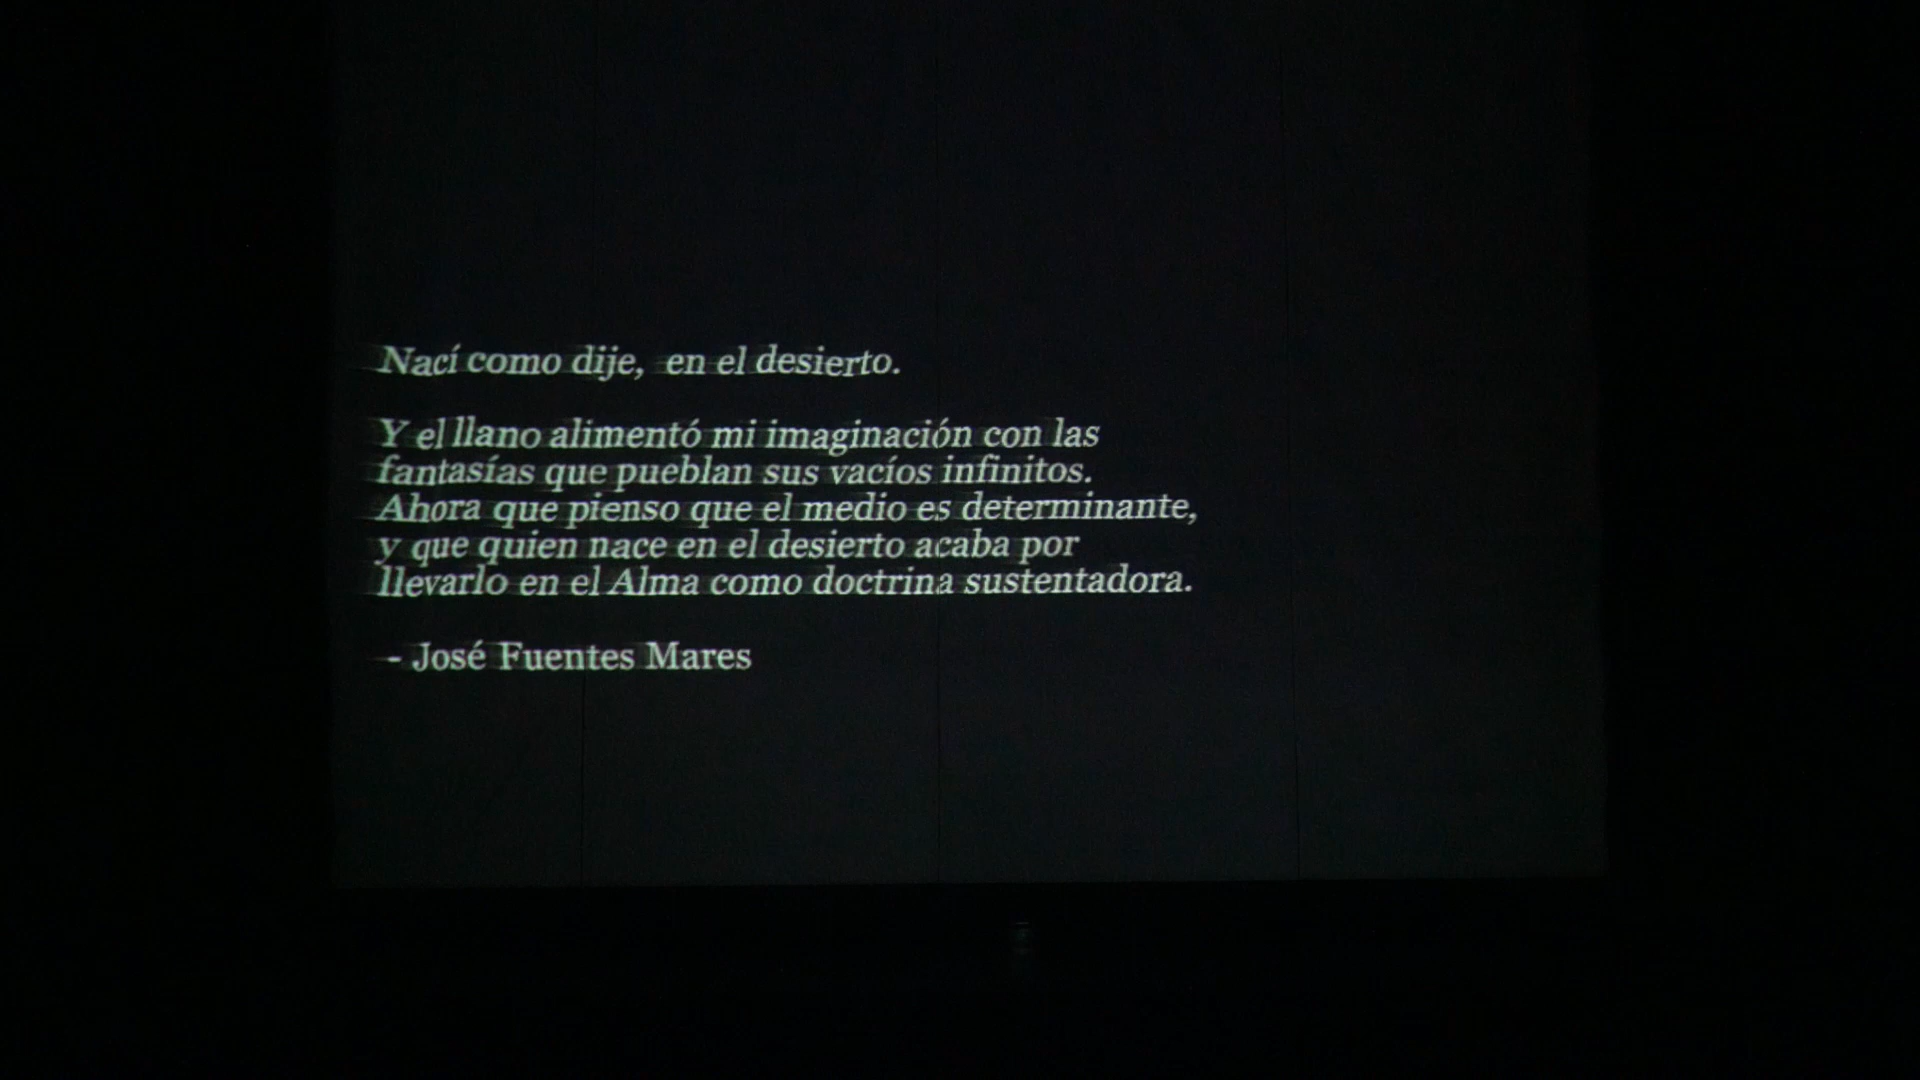 Nací como dije, en el desierto.
Y el llano alimentó mi imaginación con las
fantasías que pueblan sus vacíos infinitos.
Ahora que pienso que el medio es determinante,
y que quien nace en el desierto acaba por
llevarlo en el Alma como doctrina sustentadora.
- José Fuentes Mares